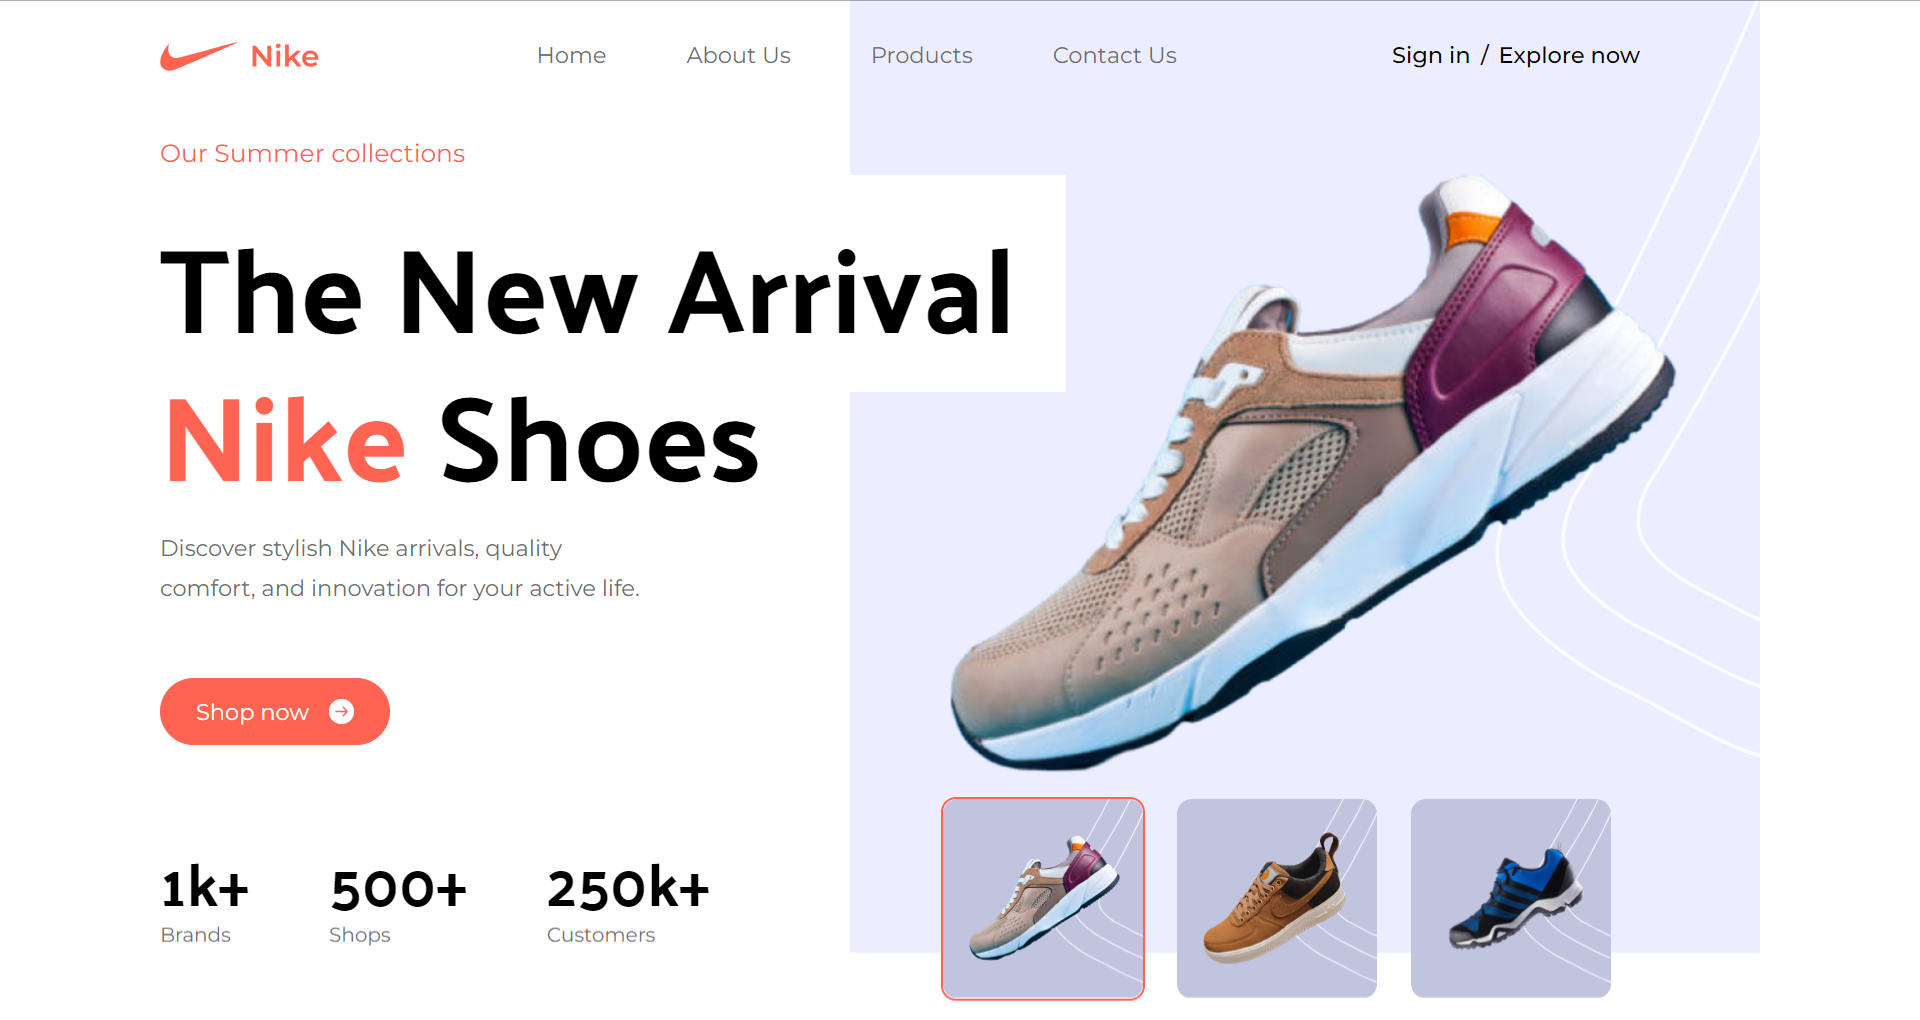 Nike
Home
About Us
Products
Contact Us
Sign in / Explore now
Our Summer collections
The New Arrival
Nike Shoes
Discover stylish Nike arrivals, quality
comfort, and innovation for your active life.
Shop now
1k+
Brands
500+
Shops
250k+
Customers